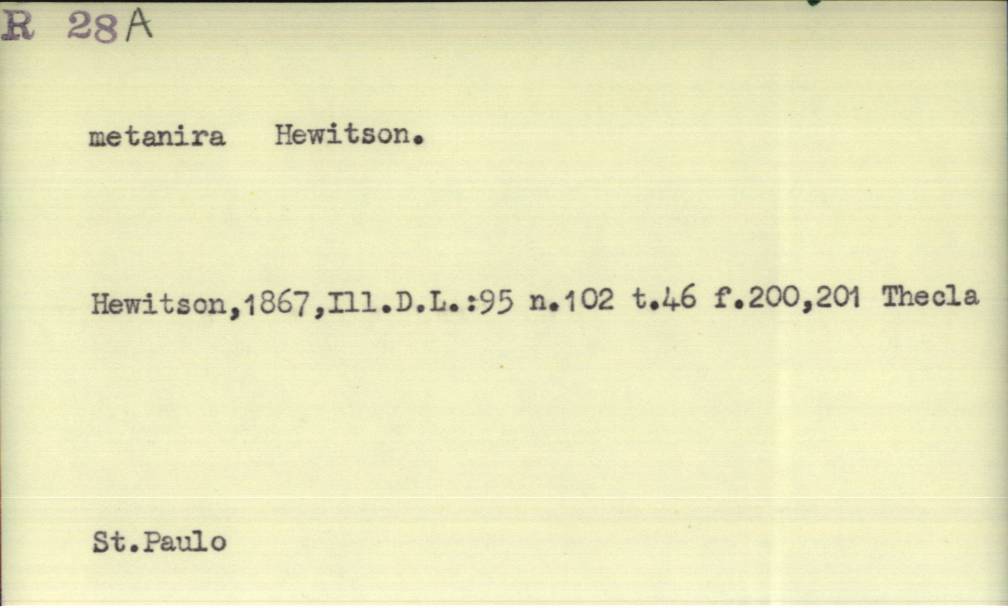 R 28A
metanira Hewitson.
Hewitson,1867,Ill.D.L.:95 n.102 t.46 f.200,201 Thecla
St.Paulo